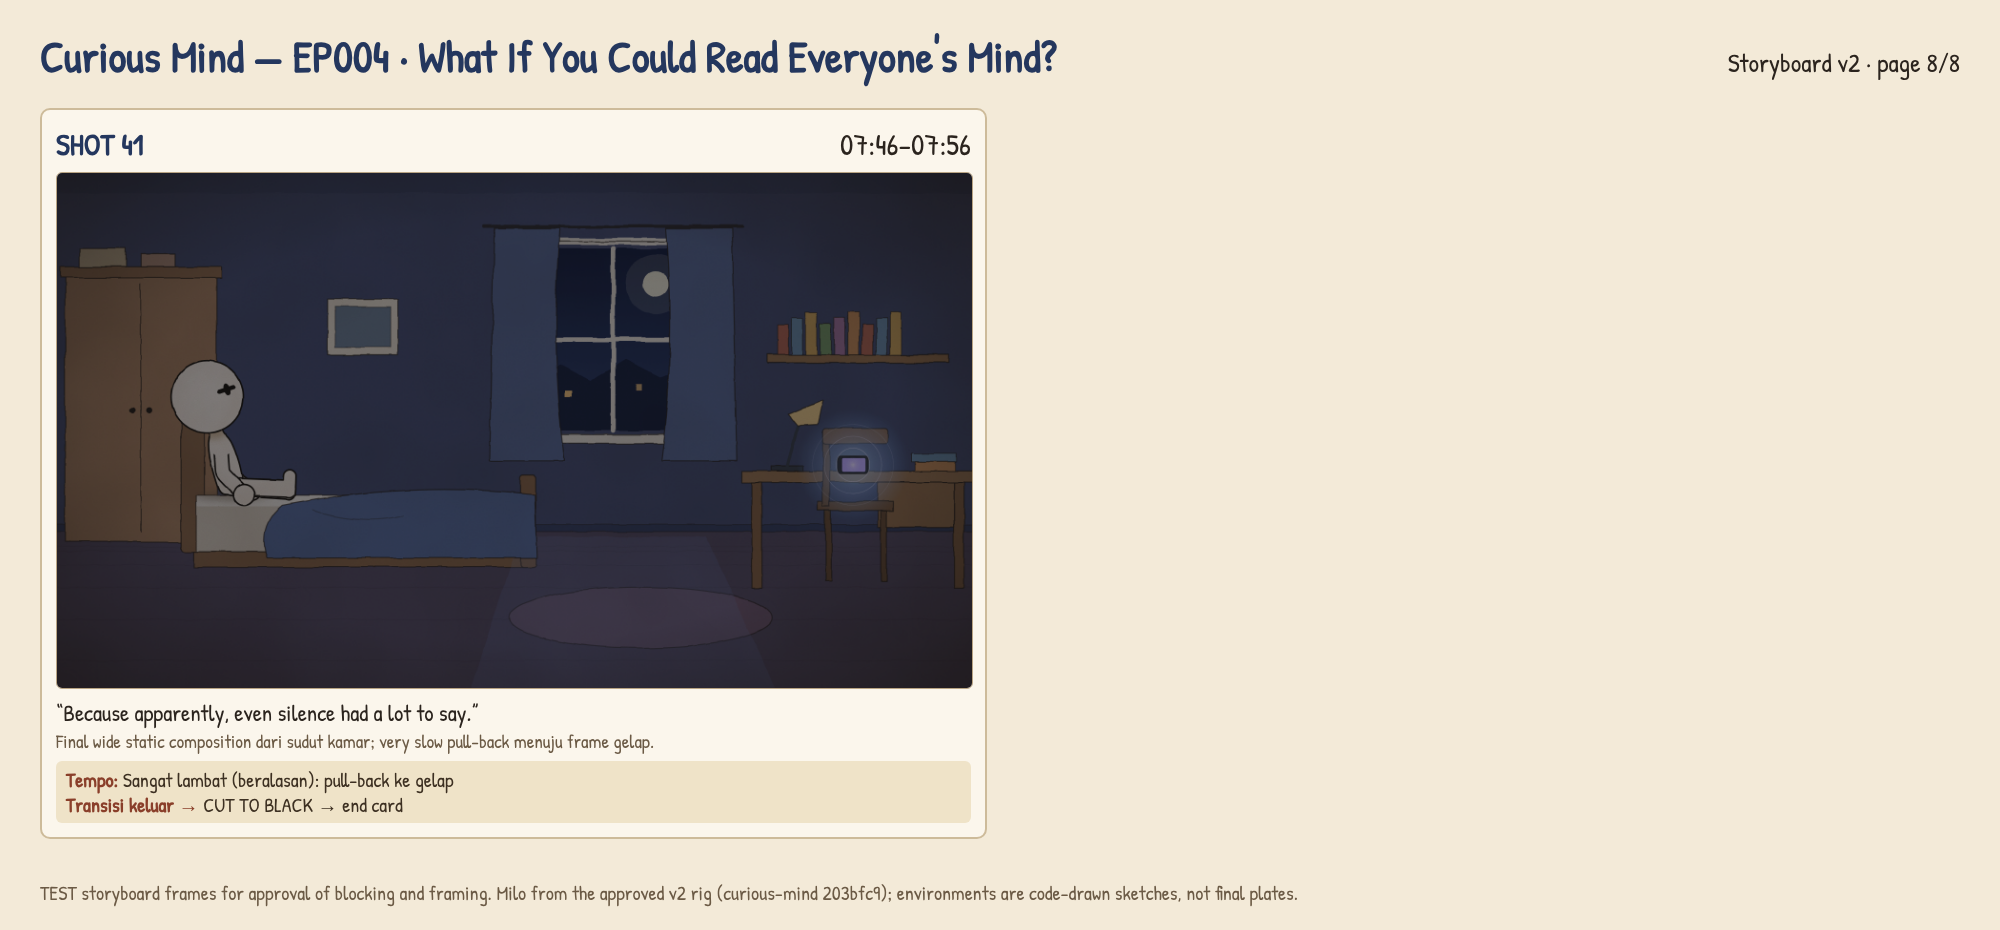 Curious Mind — EP004 · What If You Could Read Everyone's Mind?
Storyboard v2 · page 8/8
SHOT 41
07:46–07:56
“Because apparently, even silence had a lot to say.”
Final wide static composition dari sudut kamar; very slow pull-back menuju frame gelap.
Tempo: Sangat lambat (beralasan): pull-back ke gelap
Transisi keluar → CUT TO BLACK → end card
TEST storyboard frames for approval of blocking and framing. Milo from the approved v2 rig (curious-mind 203bfc9); environments are code-drawn sketches, not final plates.